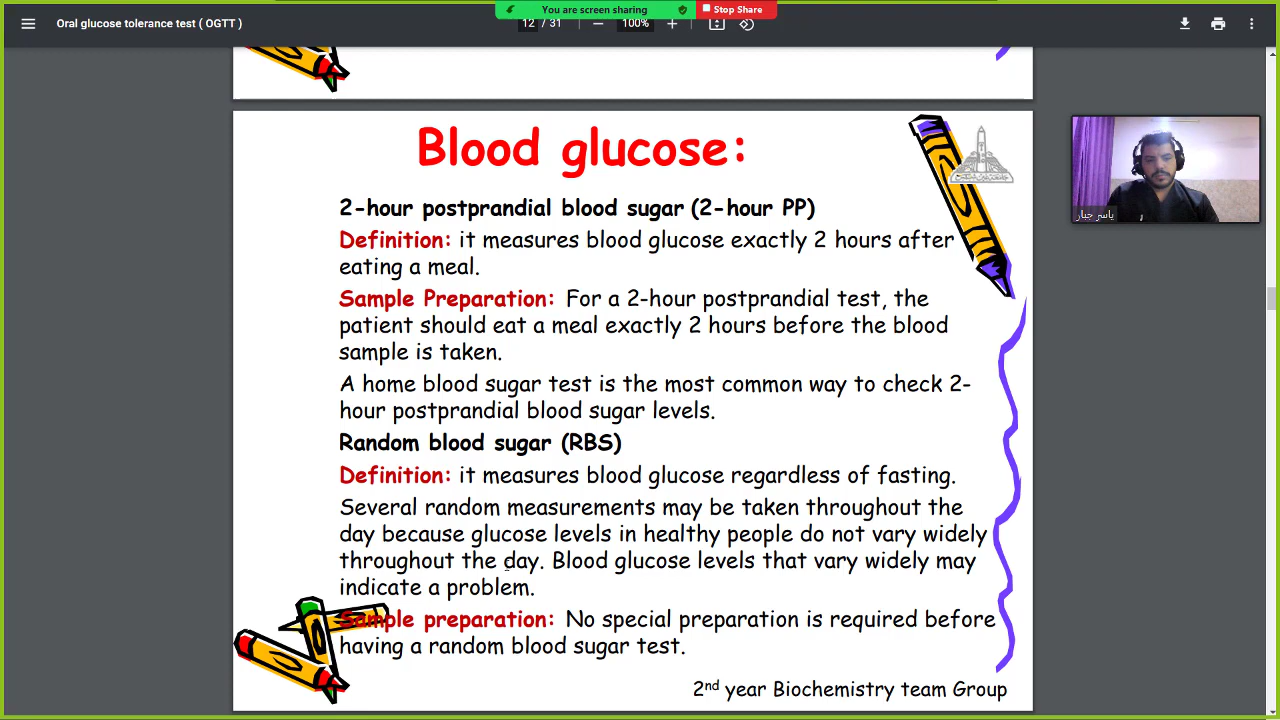 Oral glucose tolerance test ( OGTT )
12 / 31
100%
You are screen sharing
Stop Share
Blood glucose:
2-hour postprandial blood sugar (2-hour PP)
Definition: it measures blood glucose exactly 2 hours after
eating a meal.
Sample Preparation: For a 2-hour postprandial test, the
patient should eat a meal exactly 2 hours before the blood
sample is taken.
A home blood sugar test is the most common way to check 2-
hour postprandial blood sugar levels.
Random blood sugar (RBS)
Definition: it measures blood glucose regardless of fasting.
Several random measurements may be taken throughout the
day because glucose levels in healthy people do not vary widely
throughout the day. Blood glucose levels that vary widely may
indicate a problem.
Sample preparation: No special preparation is required before
having a random blood sugar test.
2nd year Biochemistry team Group
ياسر جبار